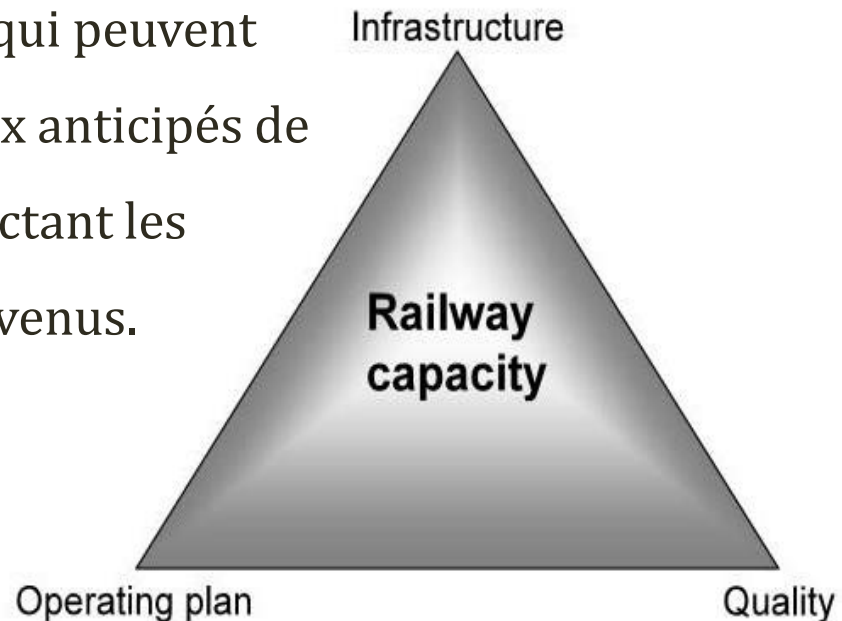 qui peuvent
x anticipés de
ctant les
venus.
Infrastructure
Railway
capacity
Operating plan
Quality